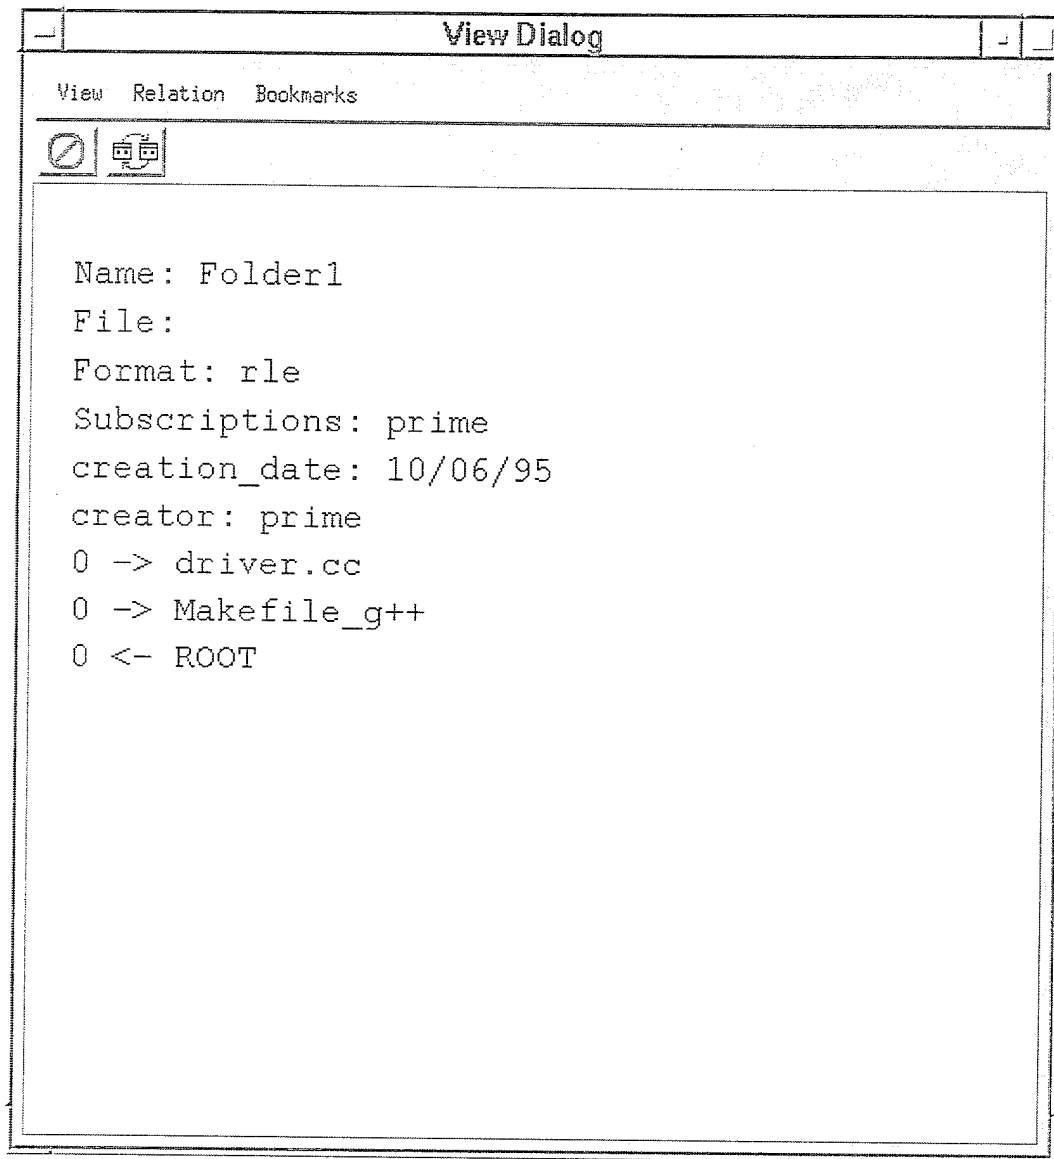 View Dialog
View Relation Bookmarks
Name: Folder1
File:
Format: rle
Subscriptions: prime
creation_date: 10/06/95
creator: prime
0 -> driver.cc
0 -> Makefile_g++
0 <- ROOT